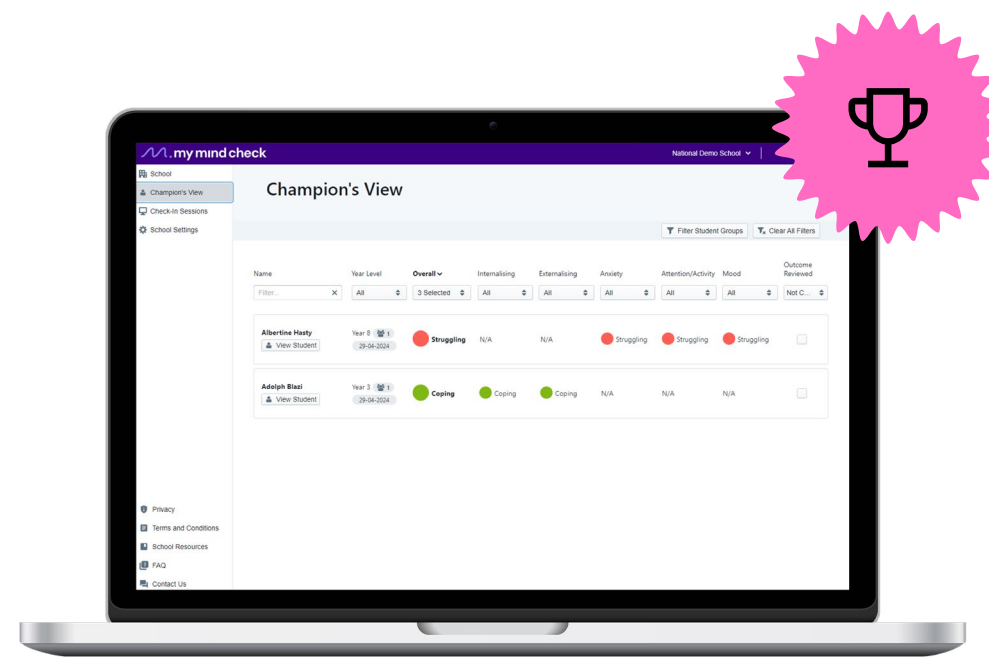 my mind check
National Demo School
School
Champion's View
Check-In Sessions
School Settings
Champion's View
Filter Student Groups
Clear All Filters
Name
Year Level
Overall
Internalising
Externalising
Anxiety
Attention/Activity
Mood
Outcome
Reviewed
Filter...
All
3 Selected
All
All
All
All
All
Not C...
Albertine Hasty
View Student
Year 8
1
29-04-2024
Struggling
N/A
N/A
Struggling
Struggling
Struggling
Adolph Blazi
View Student
Year 3
1
29-04-2024
Coping
Coping
Coping
N/A
N/A
N/A
Privacy
Terms and Conditions
School Resources
FAQ
Contact Us